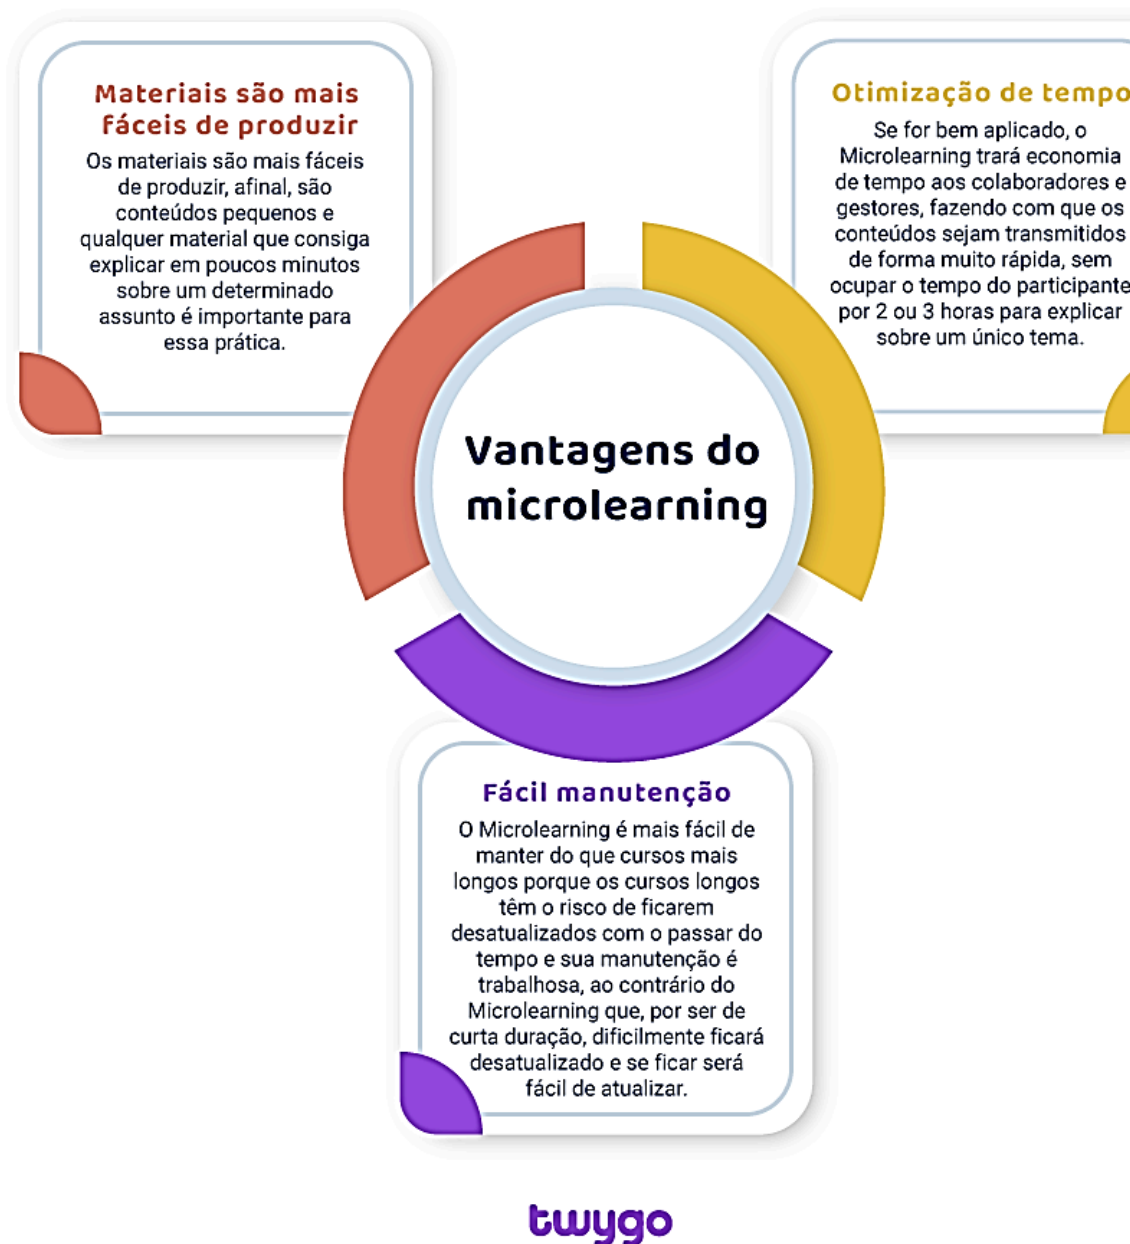 Materiais são mais
fáceis de produzir
Os materiais são mais fáceis
de produzir, afinal, são
conteúdos pequenos e
qualquer material que consiga
explicar em poucos minutos
sobre um determinado
assunto é importante para
essa prática.
Otimização de tempo
Se for bem aplicado, o
Microlearning trará economia
de tempo aos colaboradores e
gestores, fazendo com que os
conteúdos sejam transmitidos
de forma muito rápida, sem
ocupar o tempo do participante
por 2 ou 3 horas para explicar
sobre um único tema.
Vantagens do
microlearning
Fácil manutenção
O Microlearning é mais fácil de
manter do que cursos mais
longos porque os cursos longos
têm o risco de ficarem
desatualizados com o passar do
tempo e sua manutenção é
trabalhosa, ao contrário do
Microlearning que, por ser de
curta duração, dificilmente ficará
desatualizado e se ficar será
fácil de atualizar.
twygo